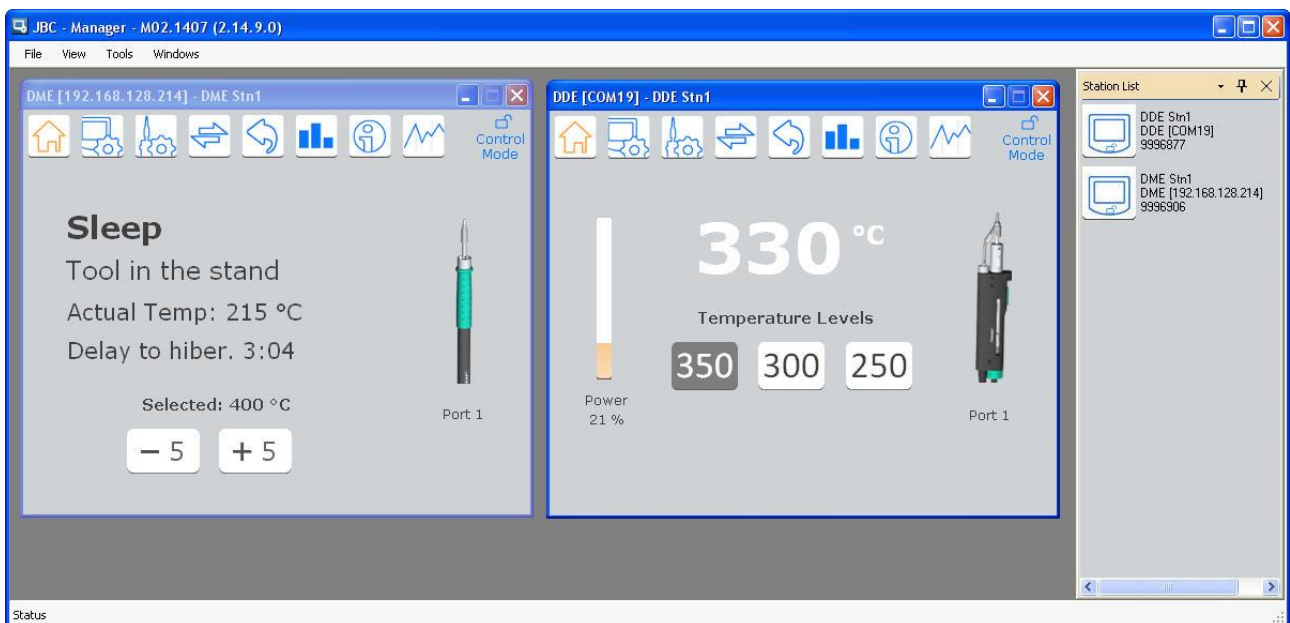 JBC - Manager - M02.1407 (2.14.9.0)
File View Tools Windows
DME [192.168.128.214] - DME Stn1
Control
Mode
Sleep
Tool in the stand
Actual Temp: 215 °C
Delay to hiber. 3:04
Selected: 400 °C
- 5 + 5
Port 1
DDE [COM19] - DDE Stn1
Control
Mode
330 °C
Temperature Levels
350 300 250
Power
21 %
Port 1
Station List
DDE Stn1
DDE [COM19]
9996877
DME Stn1
DME [192.168.128.214]
9996906
Status